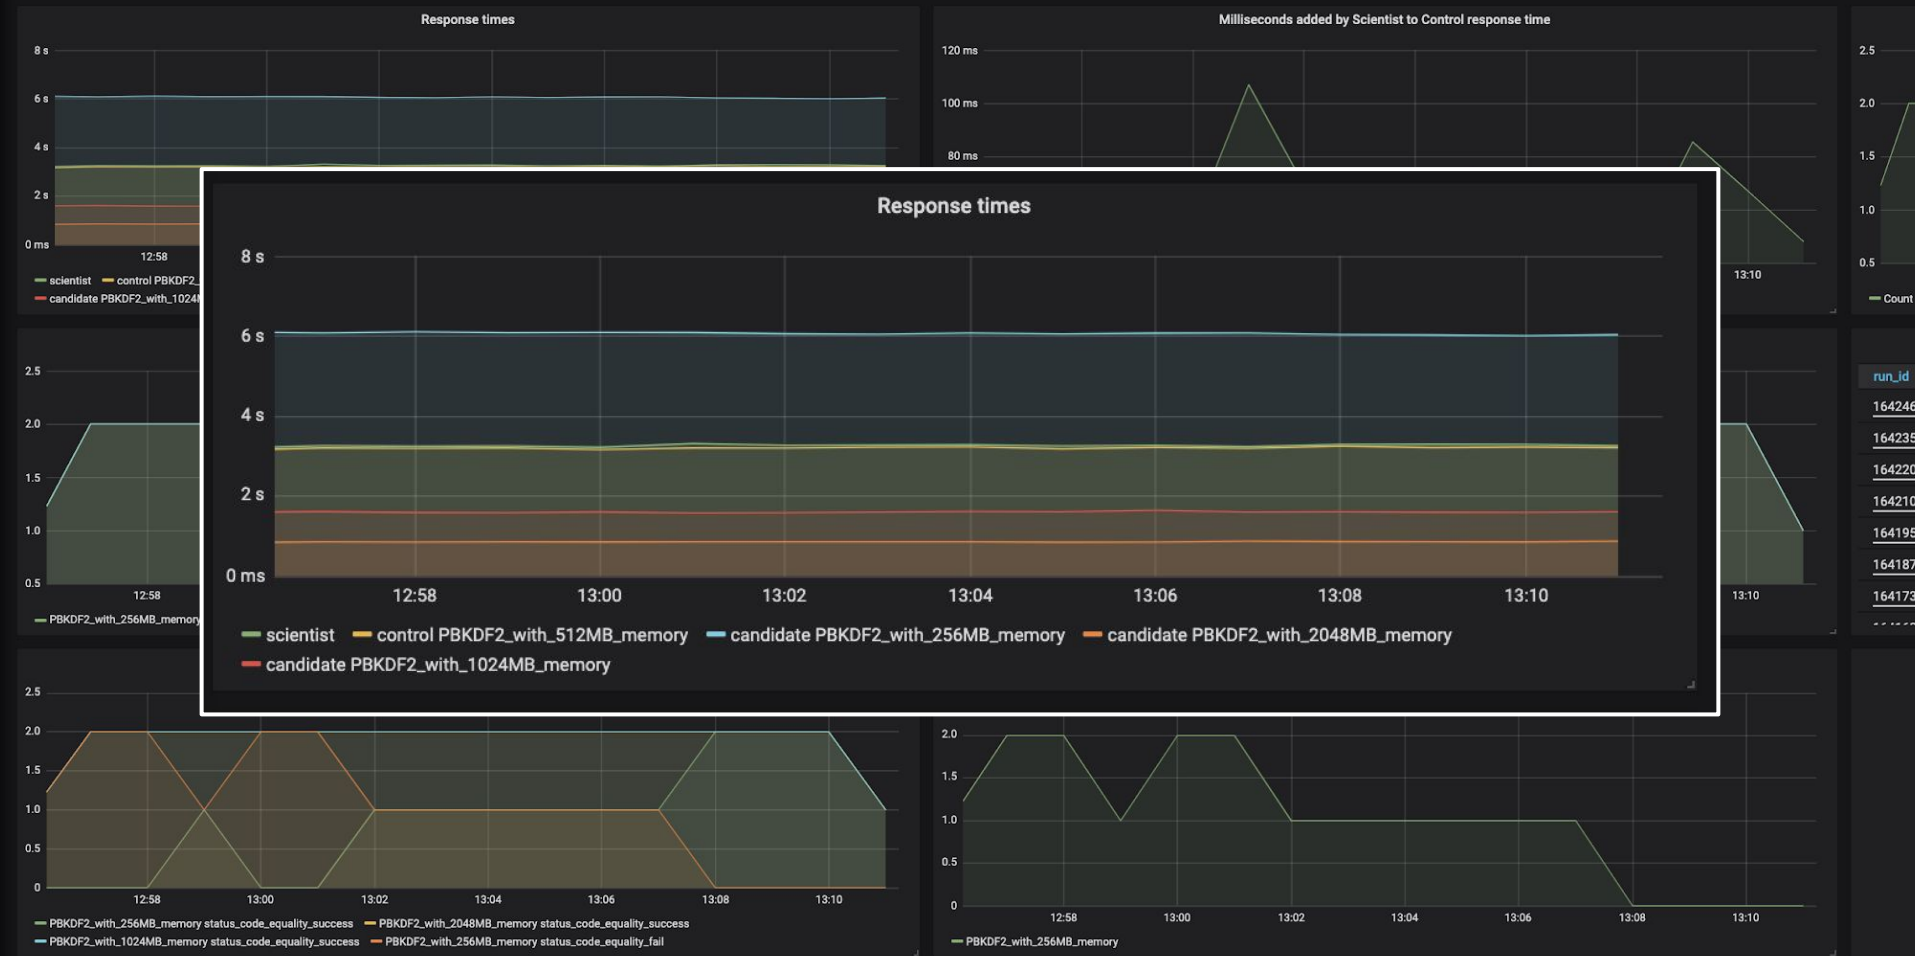 Response times
8 s
6 s
4 s
2 s
0 ms
12:58
scientist control PBKDF2_
candidate PBKDF2_with_1024
Milliseconds added by Scientist to Control response time
120 ms
100 ms
80 ms
13:10
2.5
2.0
1.5
1.0
0.5
Count
Response times
8 s
6 s
4 s
2 s
0 ms
12:58 13:00 13:02 13:04 13:06 13:08 13:10
scientist control PBKDF2_with_512MB_memory candidate PBKDF2_with_256MB_memory candidate PBKDF2_with_2048MB_memory
candidate PBKDF2_with_1024MB_memory
2.5
2.0
1.5
1.0
0.5
12:58
PBKDF2_with_256MB_memory
13:10
run_id
164246
164235
164220
164210
164195
164187
164173
2.5
2.0
1.5
1.0
0.5
0
12:58 13:00 13:02 13:04 13:06 13:08 13:10
PBKDF2_with_256MB_memory status_code_equality_success PBKDF2_with_2048MB_memory status_code_equality_success
PBKDF2_with_1024MB_memory status_code_equality_success PBKDF2_with_256MB_memory status_code_equality_fail
2.0
1.5
1.0
0.5
0
12:58 13:00 13:02 13:04 13:06 13:08 13:10
PBKDF2_with_256MB_memory